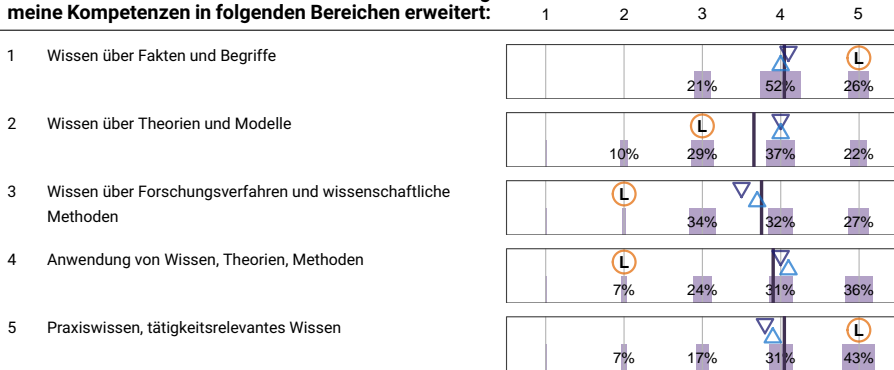 meine Kompetenzen in folgenden Bereichen erweitert: 1 2 3 4 5
1 Wissen über Fakten und Begriffe L
21% 52% 26%
2 Wissen über Theorien und Modelle L
10% 29% 37% 22%
3 Wissen über Forschungsverfahren und wissenschaftliche L
Methoden 34% 32% 27%
4 Anwendung von Wissen, Theorien, Methoden L
7% 24% 31% 36%
5 Praxiswissen, tätigkeitsrelevantes Wissen L
7% 17% 31% 43%